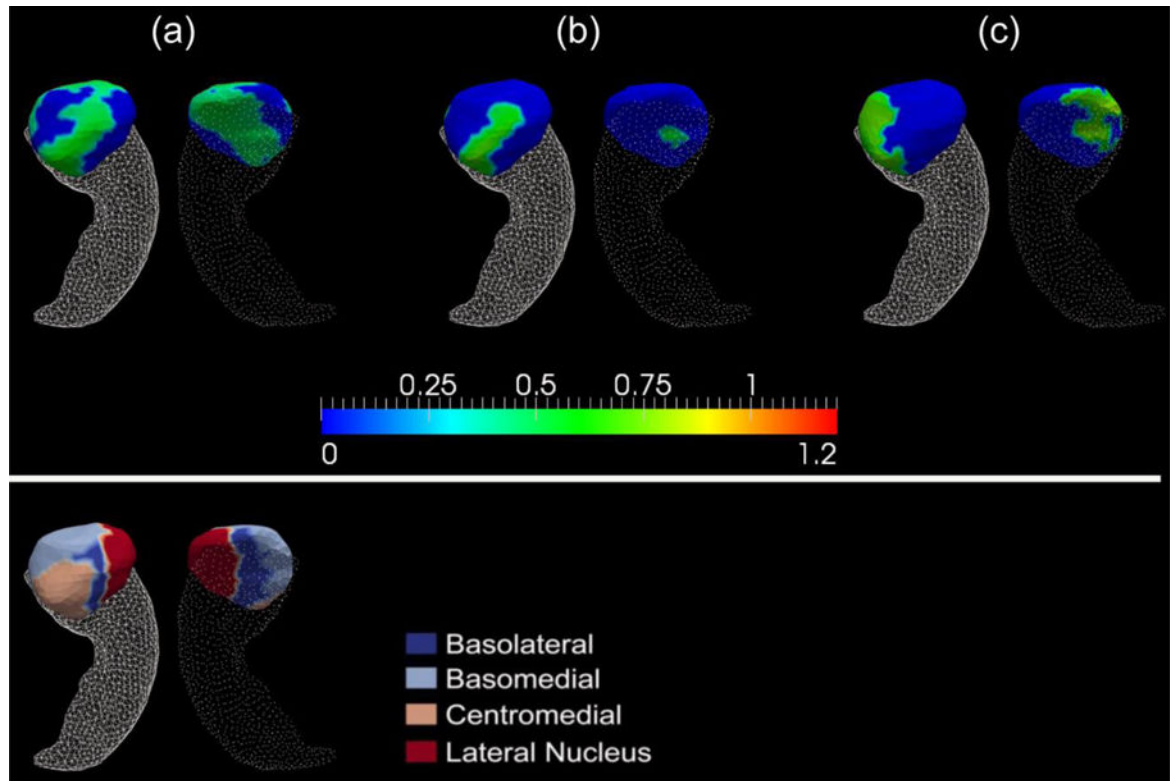 (a) (b) (c)
0.25 0.5 0.75 1
0 1.2
Basolateral
Basomedial
Centromedial
Lateral Nucleus